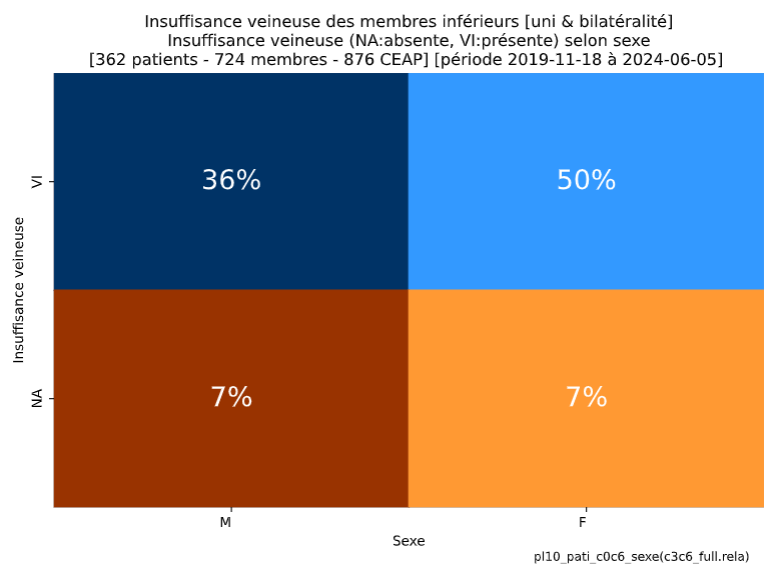 Insuffisance veineuse des membres inférieurs [uni & bilatéralité]
Insuffisance veineuse (NA:absente, VI:présente) selon sexe
[362 patients - 724 membres - 876 CEAP] [période 2019-11-18 à 2024-06-05]
VI
36%
50%
Insuffisance veineuse
NA
7%
7%
M
F
Sexe
pl10_pati_c0c6_sexe(c3c6_full.rela)